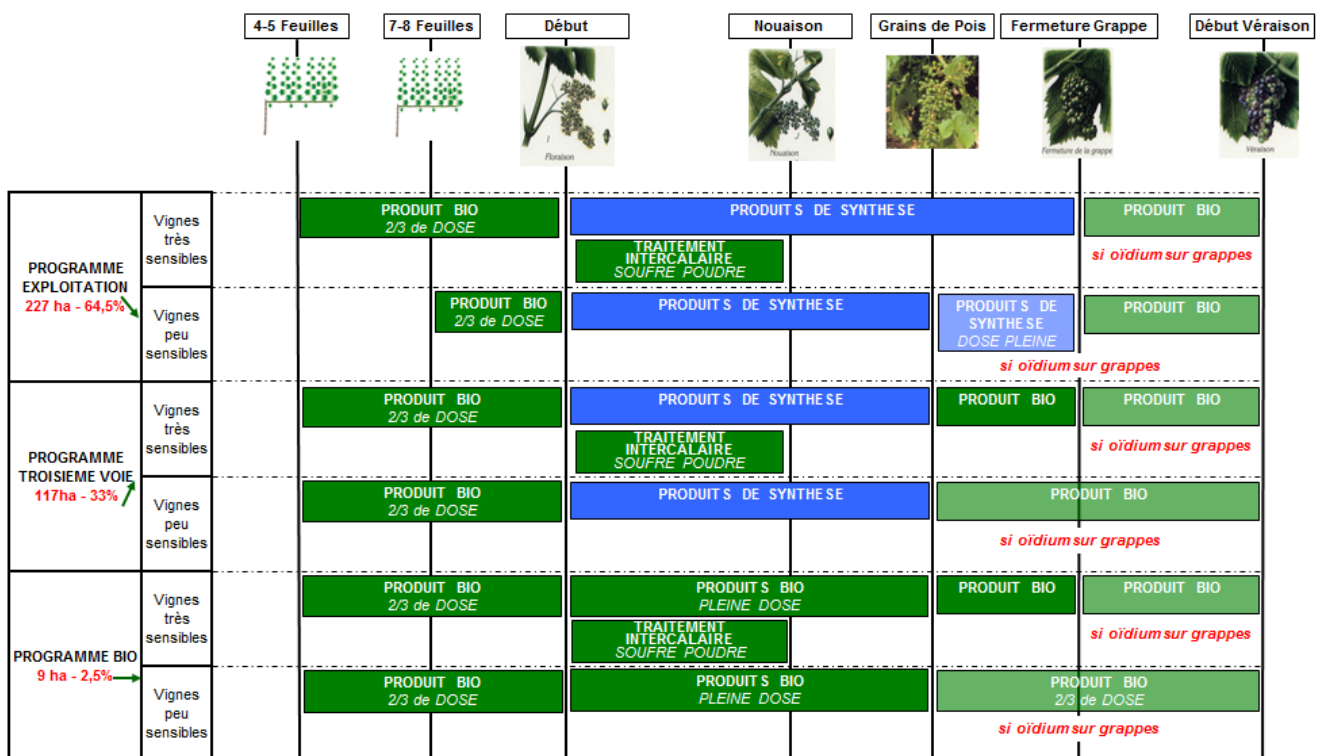 4-5 Feuilles
7-8 Feuilles
Début
Nouaison
Grains de Pois
Fermeture Grappe
Début Véraison
I
Floraison
J
Nouaison
Fermeture de la grappe
Véraison
PROGRAMME
EXPLOITATION
227 ha - 64,5%
Vignes
très
sensibles
PRODUIT BIO
2/3 de DOSE
PRODUITS DE SYNTHESE
PRODUIT BIO
TRAITEMENT
INTERCALAIRE
SOUFRE POUDRE
si oïdium sur grappes
Vignes
peu
sensibles
PRODUIT BIO
2/3 de DOSE
PRODUITS DE SYNTHESE
PRODUITS DE
SYNTHESE
DOSE PLEINE
PRODUIT BIO
si oïdium sur grappes
PROGRAMME
TROISIEME VOIE
117ha - 33%
Vignes
très
sensibles
PRODUIT BIO
2/3 de DOSE
PRODUITS DE SYNTHESE
PRODUIT BIO
PRODUIT BIO
TRAITEMENT
INTERCALAIRE
SOUFRE POUDRE
si oïdium sur grappes
Vignes
peu
sensibles
PRODUIT BIO
2/3 de DOSE
PRODUITS DE SYNTHESE
PRODUIT BIO
si oïdium sur grappes
PROGRAMME BIO
9 ha - 2,5%
Vignes
très
sensibles
PRODUIT BIO
2/3 de DOSE
PRODUITS BIO
PLEINE DOSE
PRODUIT BIO
PRODUIT BIO
TRAITEMENT
INTERCALAIRE
SOUFRE POUDRE
si oïdium sur grappes
Vignes
peu
sensibles
PRODUIT BIO
2/3 de DOSE
PRODUITS BIO
PLEINE DOSE
PRODUIT BIO
2/3 de DOSE
si oïdium sur grappes